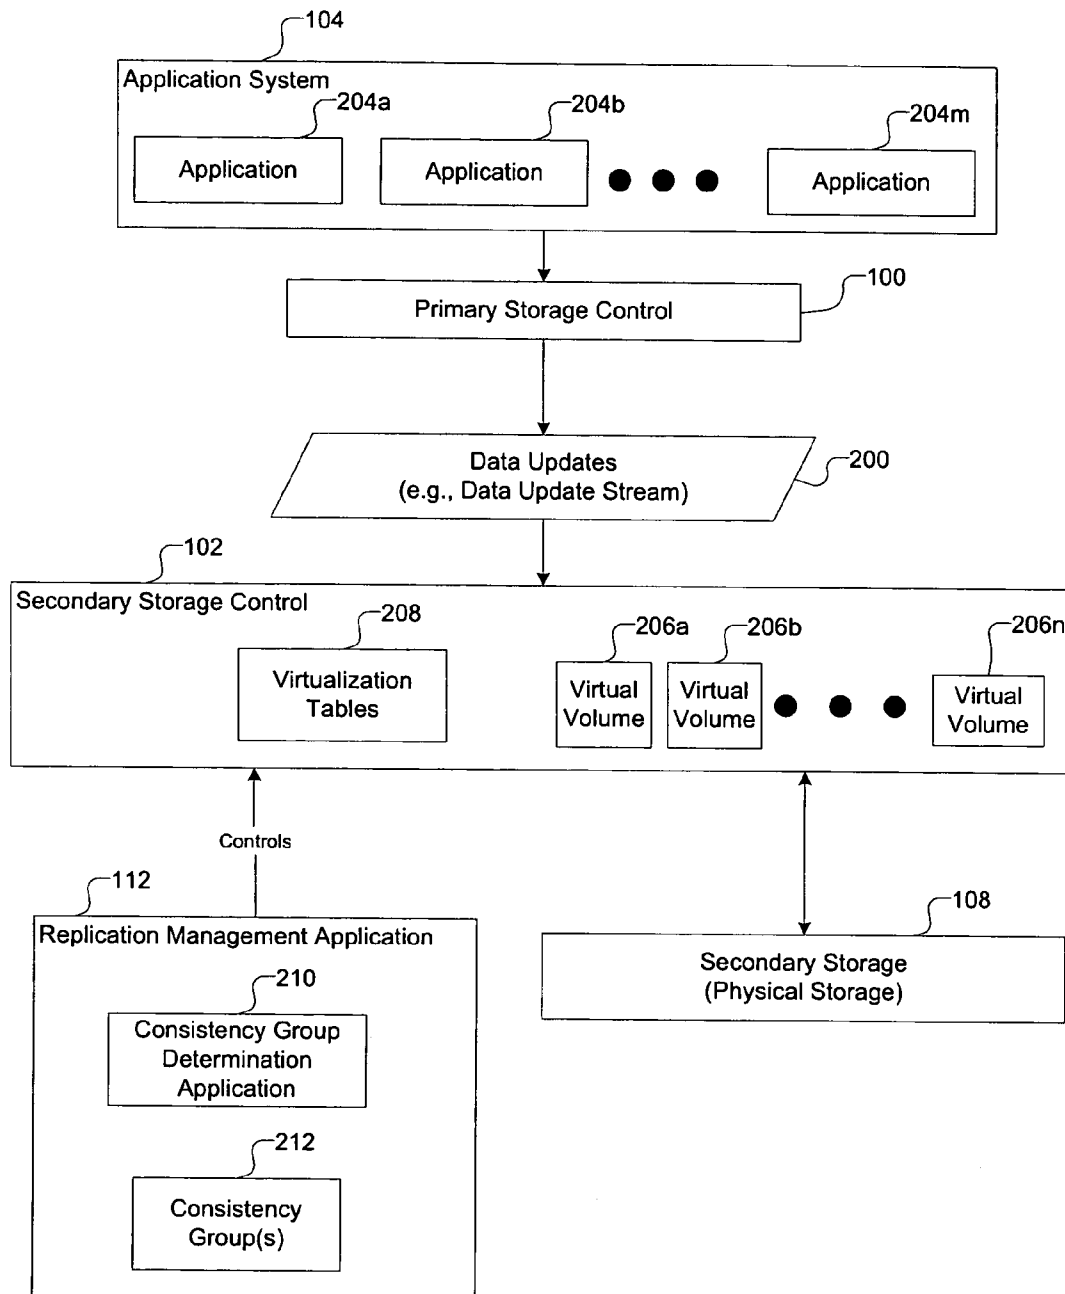 104
Application System
204a
204b
204m
Application
Application
Application
100
Primary Storage Control
Data Updates
(e.g., Data Update Stream)
200
102
Secondary Storage Control
208
206a
206b
206n
Virtualization
Tables
Virtual
Volume
Virtual
Volume
Virtual
Volume
Controls
112
108
Replication Management Application
Secondary Storage
(Physical Storage)
210
Consistency Group
Determination
Application
212
Consistency
Group(s)